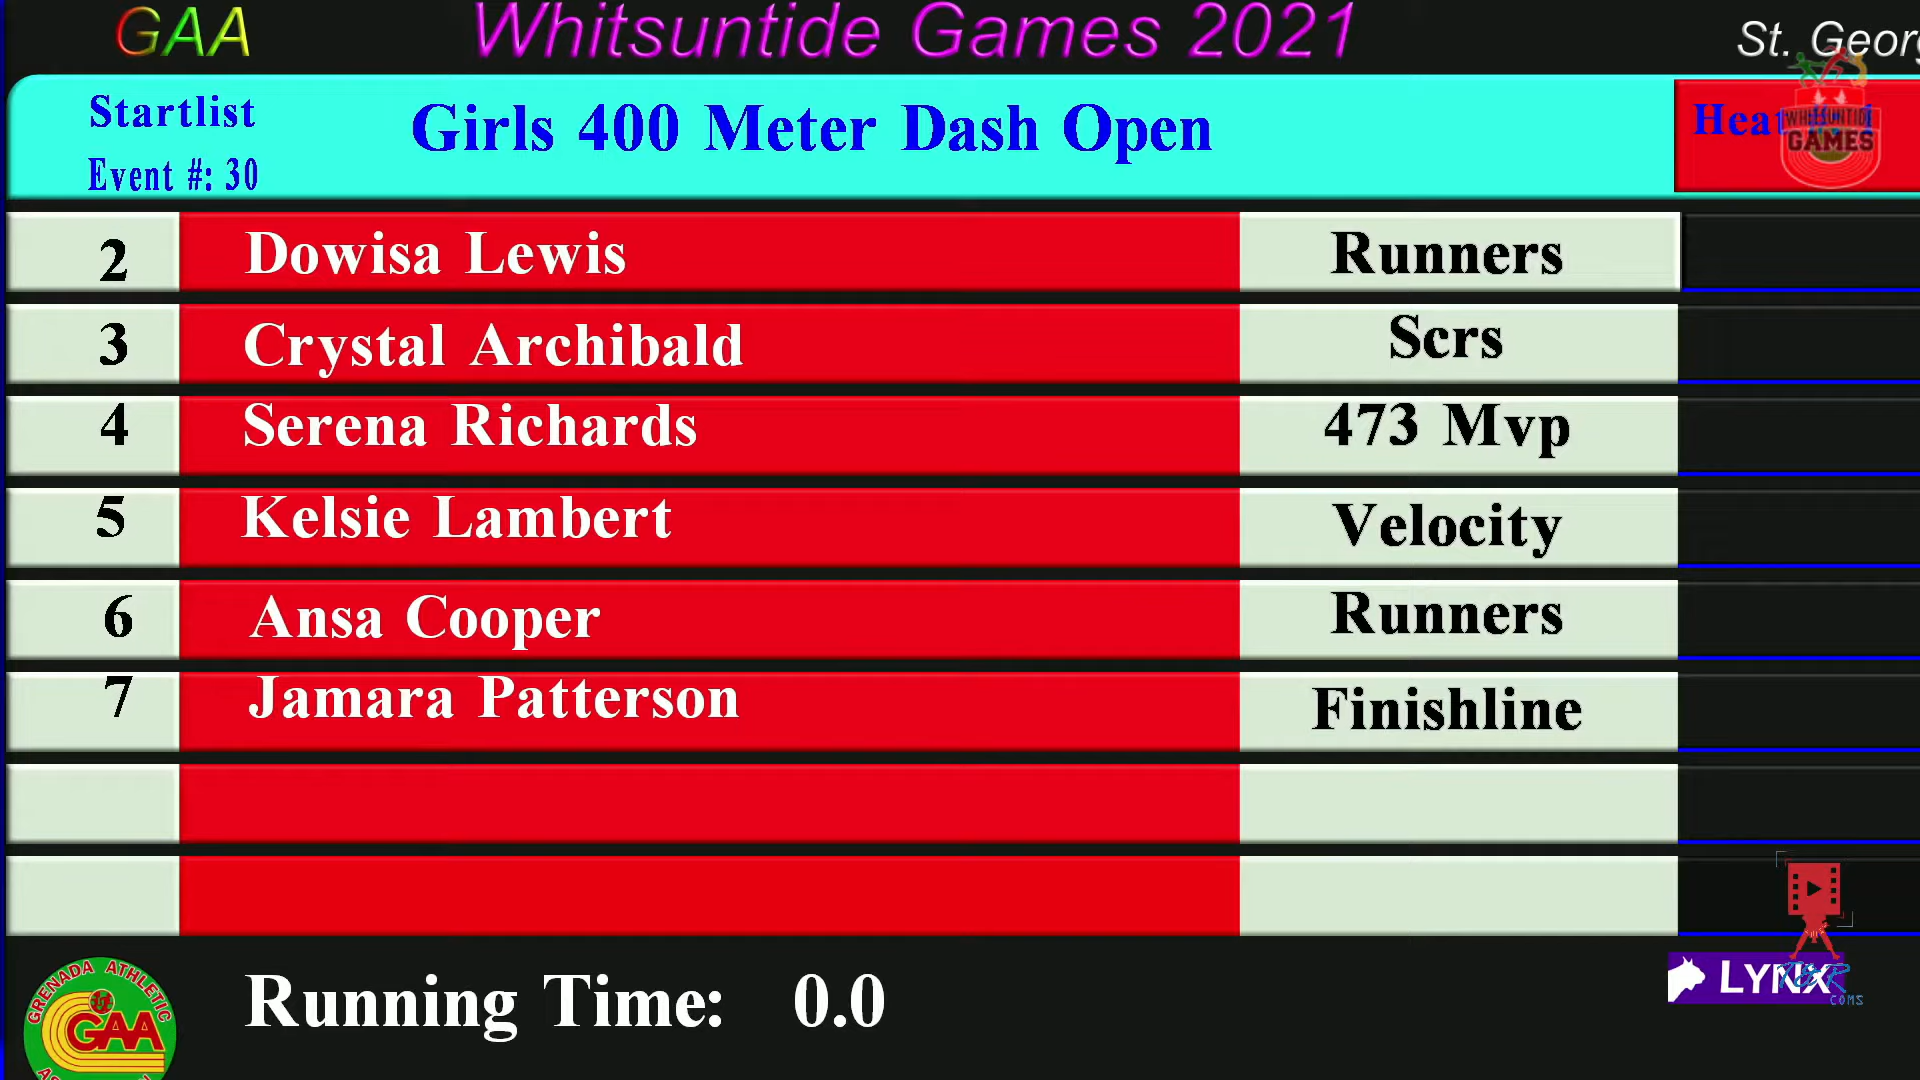 GAA Whitsuntide Games 2021 St.
Startlist Girls 400 Meter Dash Open
Event #: 30
WHITSUNTIDE
GAMES
2 Dowisa Lewis Runners
3 Crystal Archibald Scrs
4 Serena Richards 473 Mvp
5 Kelsie Lambert Velocity
6 Ansa Cooper Runners
7 Jamara Patterson Finishline
Running Time: 0.0
GRENADA ATHLETIC
GAA
LYNX
COMS